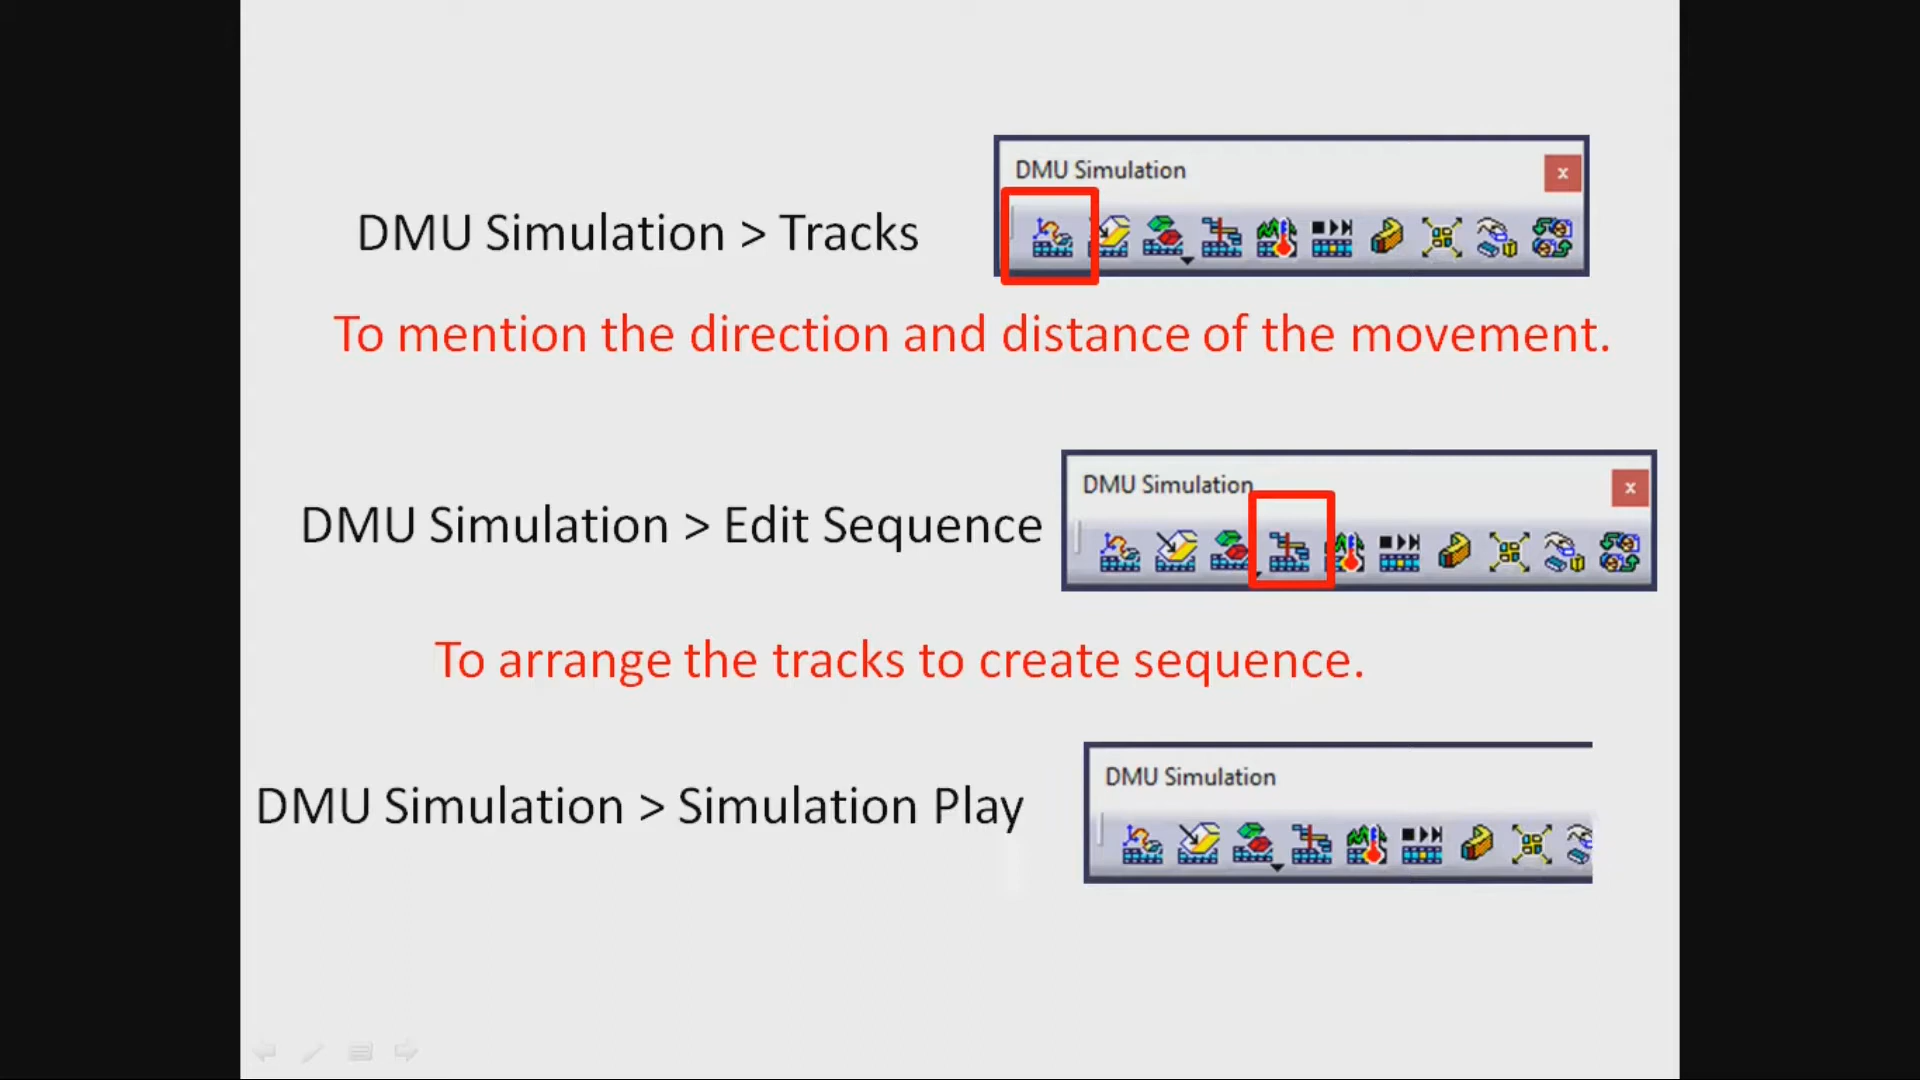 DMU Simulation
x
DMU Simulation > Tracks
To mention the direction and distance of the movement.
DMU Simulation
x
DMU Simulation > Edit Sequence
To arrange the tracks to create sequence.
DMU Simulation
DMU Simulation > Simulation Play